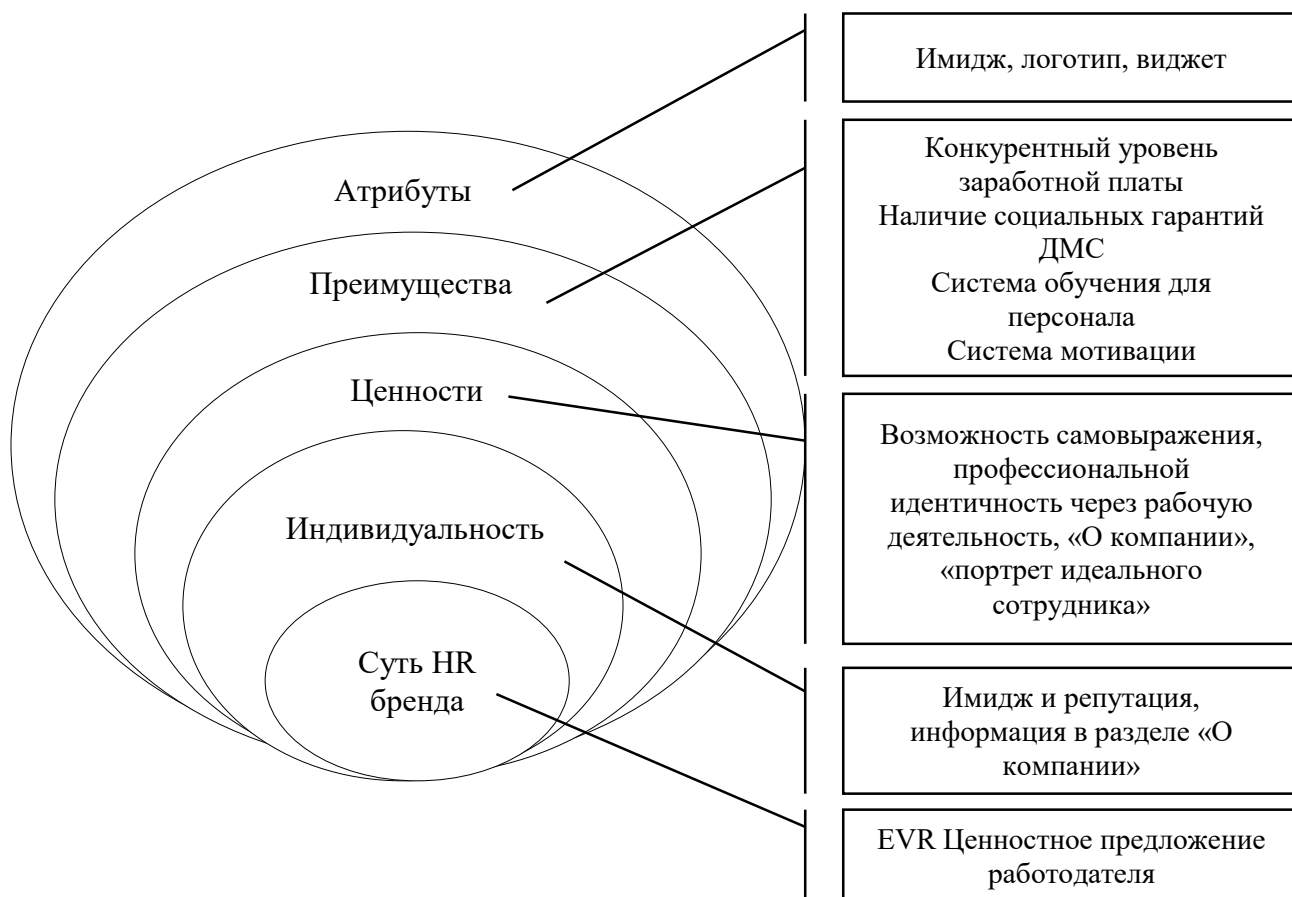 Имидж, логотип, виджет
Атрибуты
Конкурентный уровень
заработной платы
Наличие социальных гарантий
ДМС
Система обучения для
персонала
Система мотивации
Преимущества
Ценности
Возможность самовыражения,
профессиональной
идентичность через рабочую
деятельность, «О компании»,
«портрет идеального
сотрудника»
Индивидуальность
Имидж и репутация,
информация в разделе «О
компании»
Суть HR
бренда
EVR Ценностное предложение
работодателя